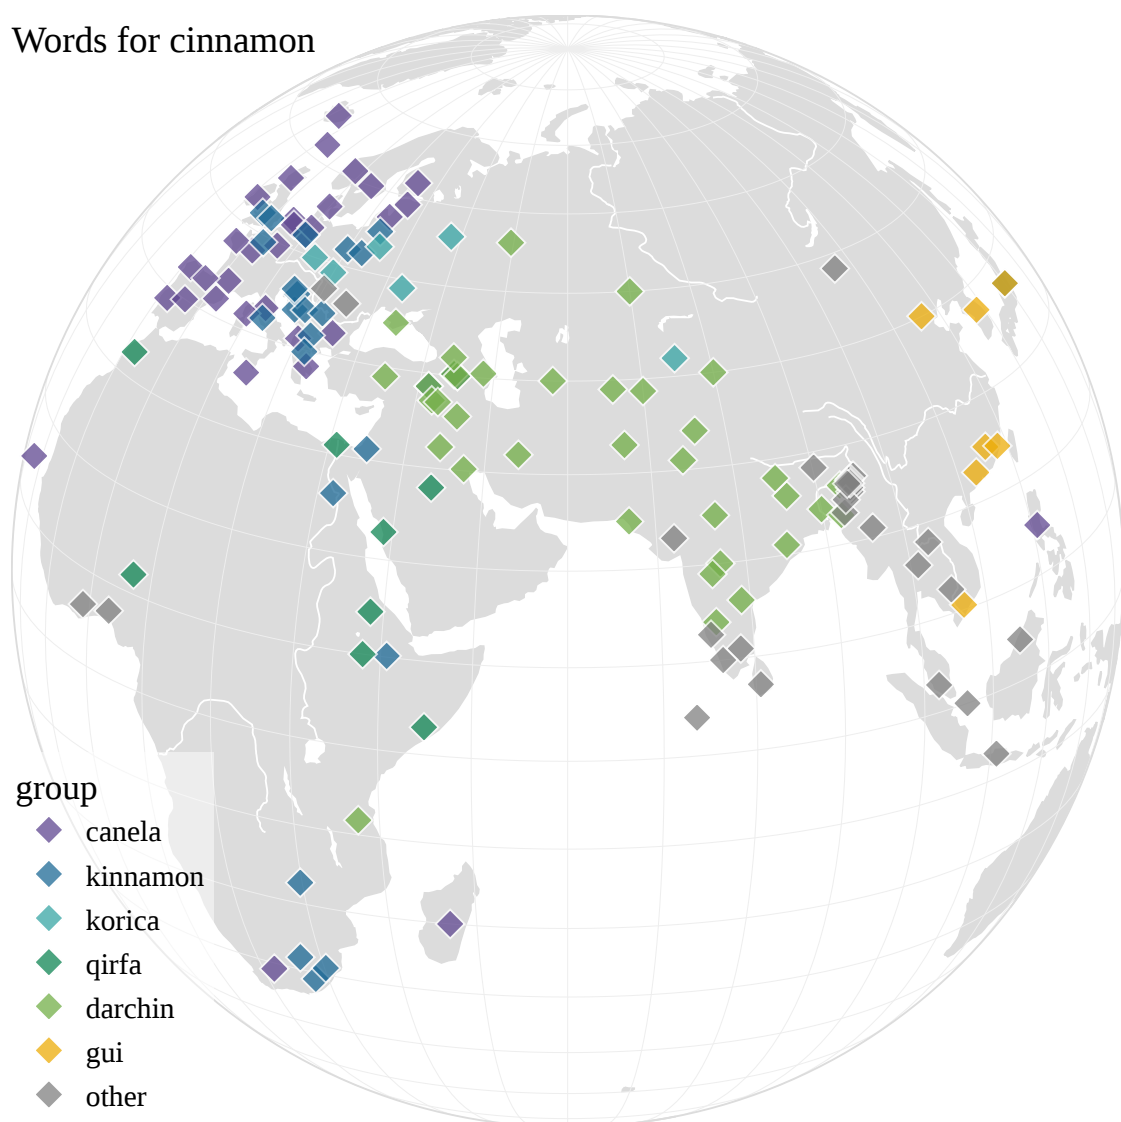 Words for cinnamon
group
canela
kinnamon
korica
qirfa
darchin
gui
other